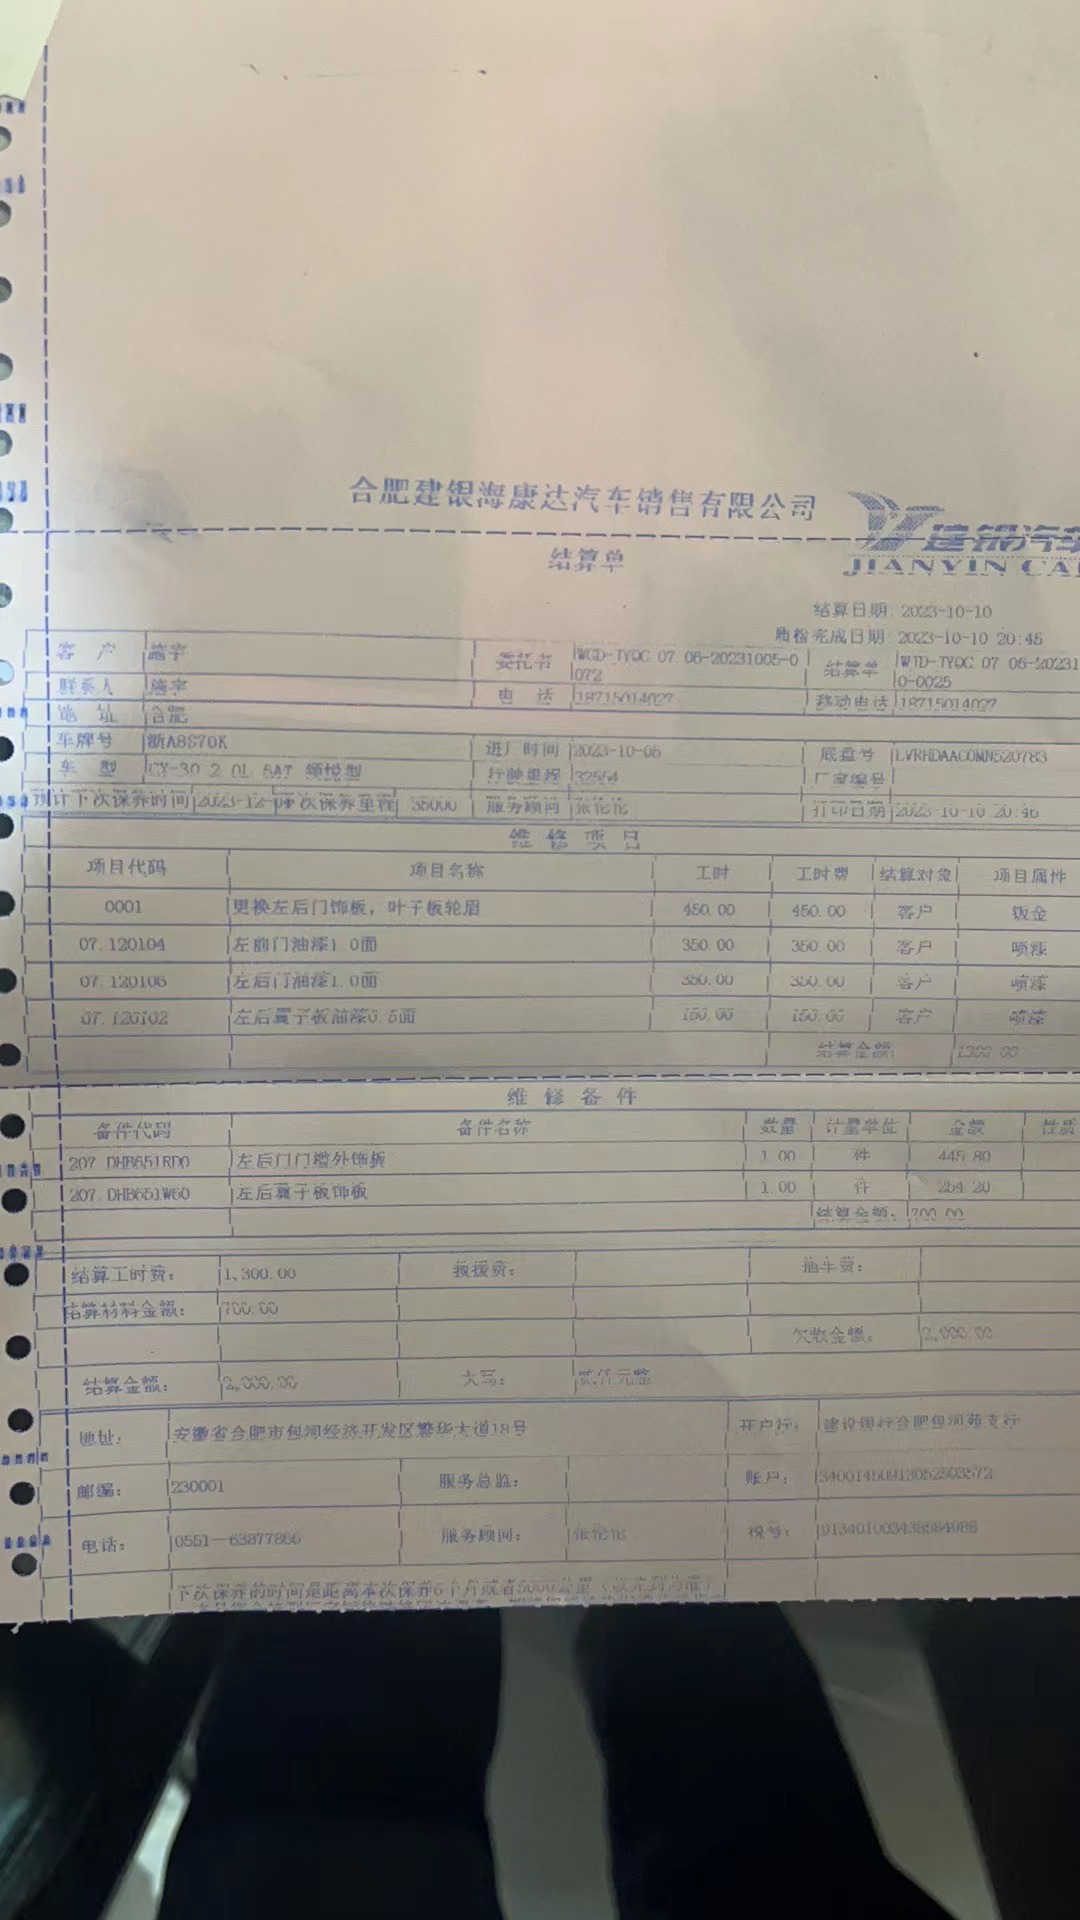 合肥建银海康达汽车销售有限公司
建银汽车
JIANYIN CA
结算单
结算日期: 2023-10-10
质检完成日期: 2023-10-10 20:45
客 户 施宇 委托书 WGD-TYQC.07.06-20231005-0072 结算单 WTD-TYQC.07.06-202310-0025
联系人 施宇 电 话 18715014027 移动电话 18715014027
地 址 合肥
车牌号 浙A8S70K 进厂时间 2023-10-05 底盘号 LVRHDAAC0MN520783
车 型 CX-30 2.0L 6AT 领悦型 行驶里程 32554 厂家编号
预计下次保养时间 2023-12- 本次保养里程 35000 服务顾问 张伦伦 打印日期 2023-10-10 20:46
维 修 项 目
项目代码 项目名称 工时 工时费 结算对象 项目属性
0001 更换左后门饰板，叶子板轮眉 450.00 450.00 客户 钣金
07.120104 左前门油漆1.0面 350.00 350.00 客户 喷漆
07.120106 左后门油漆1.0面 350.00 350.00 客户 喷漆
07.120102 左后翼子板油漆0.5面 150.00 150.00 客户 喷漆
结算金额: 1300.00
维 修 备 件
备件代码 备件名称 数量 计量单位 金额 性质
207.DHB651RD0 左后门门槛外饰板 1.00 件 445.80
207.DHB651W60 左后翼子板饰板 1.00 件 254.20
结算金额: 700.00
结算工时费: 1,300.00 救援费: 拖车费:
结算材料金额: 700.00
欠收金额: 2,000.00
结算金额: 2,000.00 大写: 贰仟元整
地址: 安徽省合肥市包河经济开发区繁华大道18号 开户行: 建设银行合肥包河苑支行
邮编: 230001 服务总监: 账户: 34001450913052503572
电话: 0551-63877866 服务顾问: 张伦伦 税号: 913401003438584988
下次保养的时间是距离本次保养6个月或者5000公里（以先到为准）